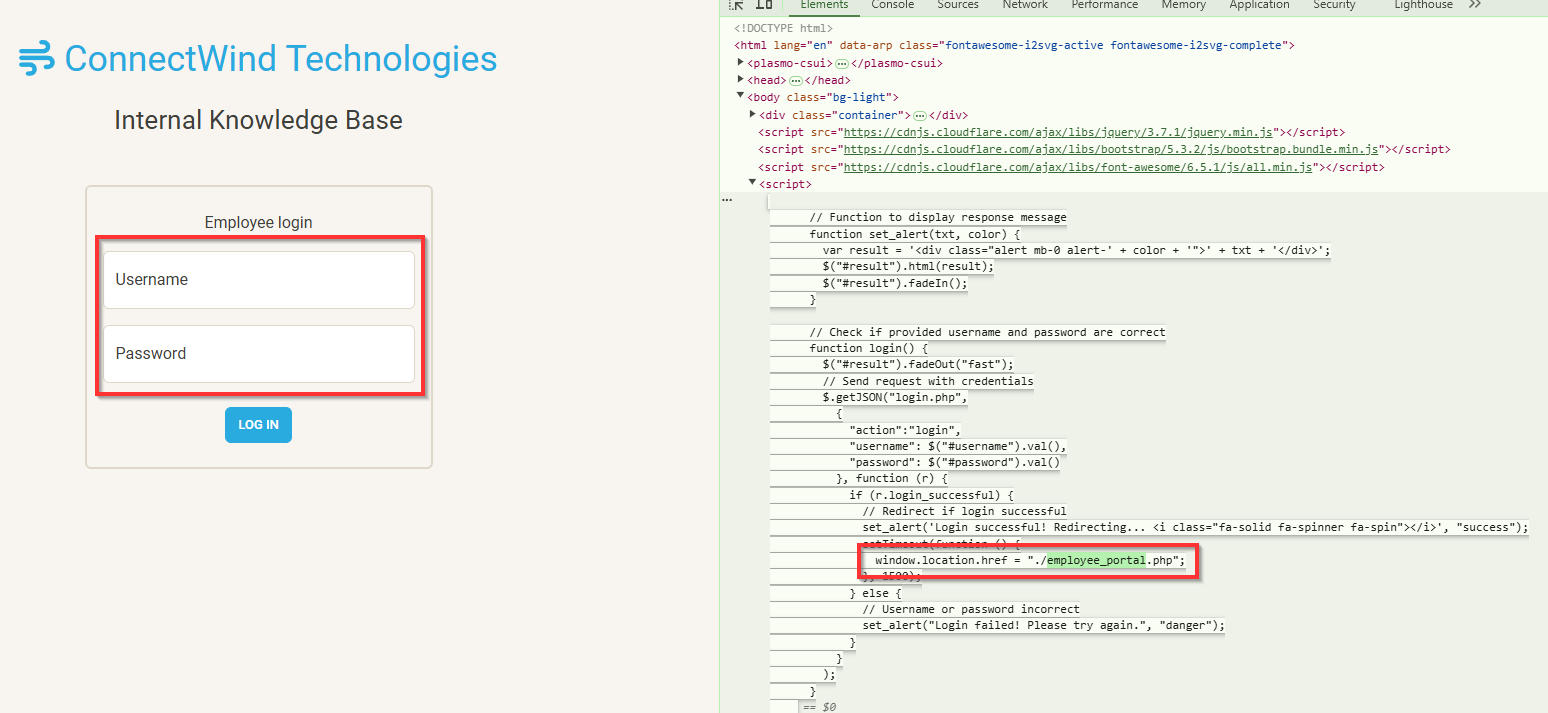 ConnectWind Technologies
Internal Knowledge Base
Employee login
Username
Password
LOG IN
Elements Console Sources Network Performance Memory Application Security Lighthouse
<!DOCTYPE html>
<html lang="en" data-arp class="fontawesome-i2svg-active fontawesome-i2svg-complete">
<plasmo-csui> … </plasmo-csui>
<head> … </head>
<body class="bg-light">
<div class="container"> … </div>
<script src="https://cdnjs.cloudflare.com/ajax/libs/jquery/3.7.1/jquery.min.js"></script>
<script src="https://cdnjs.cloudflare.com/ajax/libs/bootstrap/5.3.2/js/bootstrap.bundle.min.js"></script>
<script src="https://cdnjs.cloudflare.com/ajax/libs/font-awesome/6.5.1/js/all.min.js"></script>
<script>
// Function to display response message
function set_alert(txt, color) {
var result = '<div class="alert mb-0 alert-' + color + '">' + txt + '</div>';
$("#result").html(result);
$("#result").fadeIn();
}
// Check if provided username and password are correct
function login() {
$("#result").fadeOut("fast");
// Send request with credentials
$.getJSON("login.php",
{
"action":"login",
"username": $("#username").val(),
"password": $("#password").val()
}, function (r) {
if (r.login_successful) {
// Redirect if login successful
set_alert('Login successful! Redirecting... <i class="fa-solid fa-spinner fa-spin"></i>', "success");
setTimeout(function () {
window.location.href = "./employee_portal.php";
}, 1500);
} else {
// Username or password incorrect
set_alert("Login failed! Please try again.", "danger");
}
}
);
}
== $0